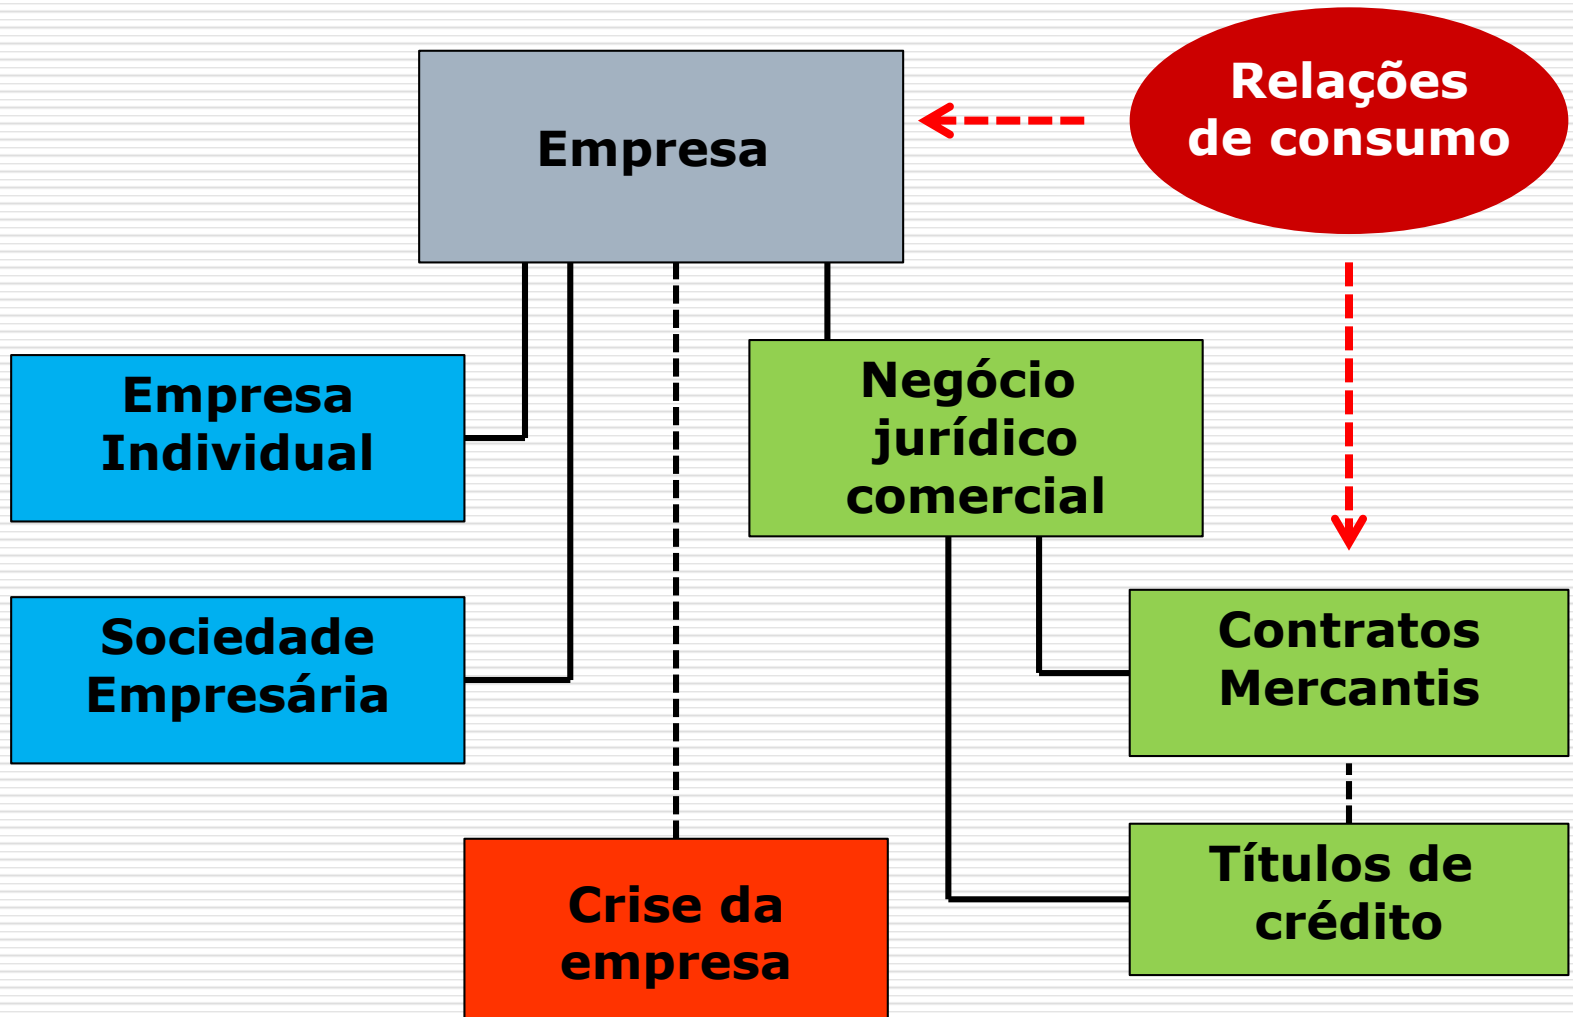 Relações
de consumo
Empresa
Empresa
Individual
Negócio
jurídico
comercial
Sociedade
Empresária
Contratos
Mercantis
Crise da
empresa
Títulos de
crédito